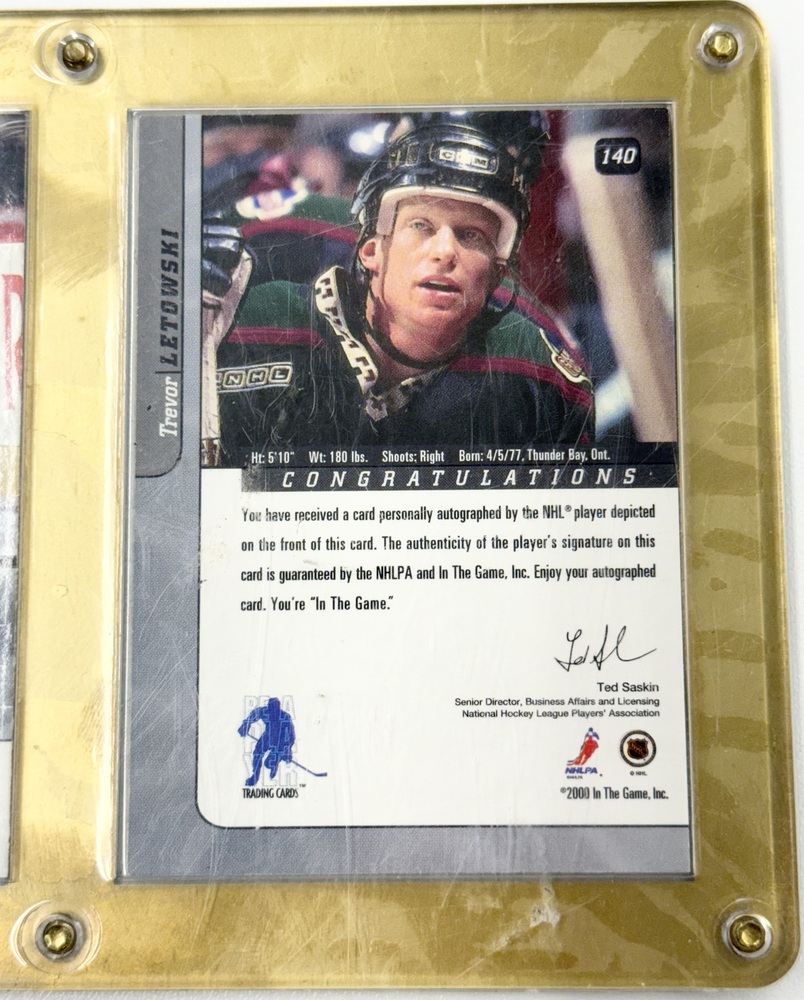 140
Trevor LETOWSKI
CCM
NHL
Ht: 5'10" Wt: 180 lbs. Shoots: Right Born: 4/5/77, Thunder Bay, Ont.
CONGRATULATIONS
You have received a card personally autographed by the NHL® player depicted
on the front of this card. The authenticity of the player's signature on this
card is guaranteed by the NHLPA and In The Game, Inc. Enjoy your autographed
card. You're "In The Game."
Ted Saskin
Senior Director, Business Affairs and Licensing
National Hockey League Players' Association
BE A PLAYER
TRADING CARDS™
NHLPA
© NHL
©2000 In The Game, Inc.